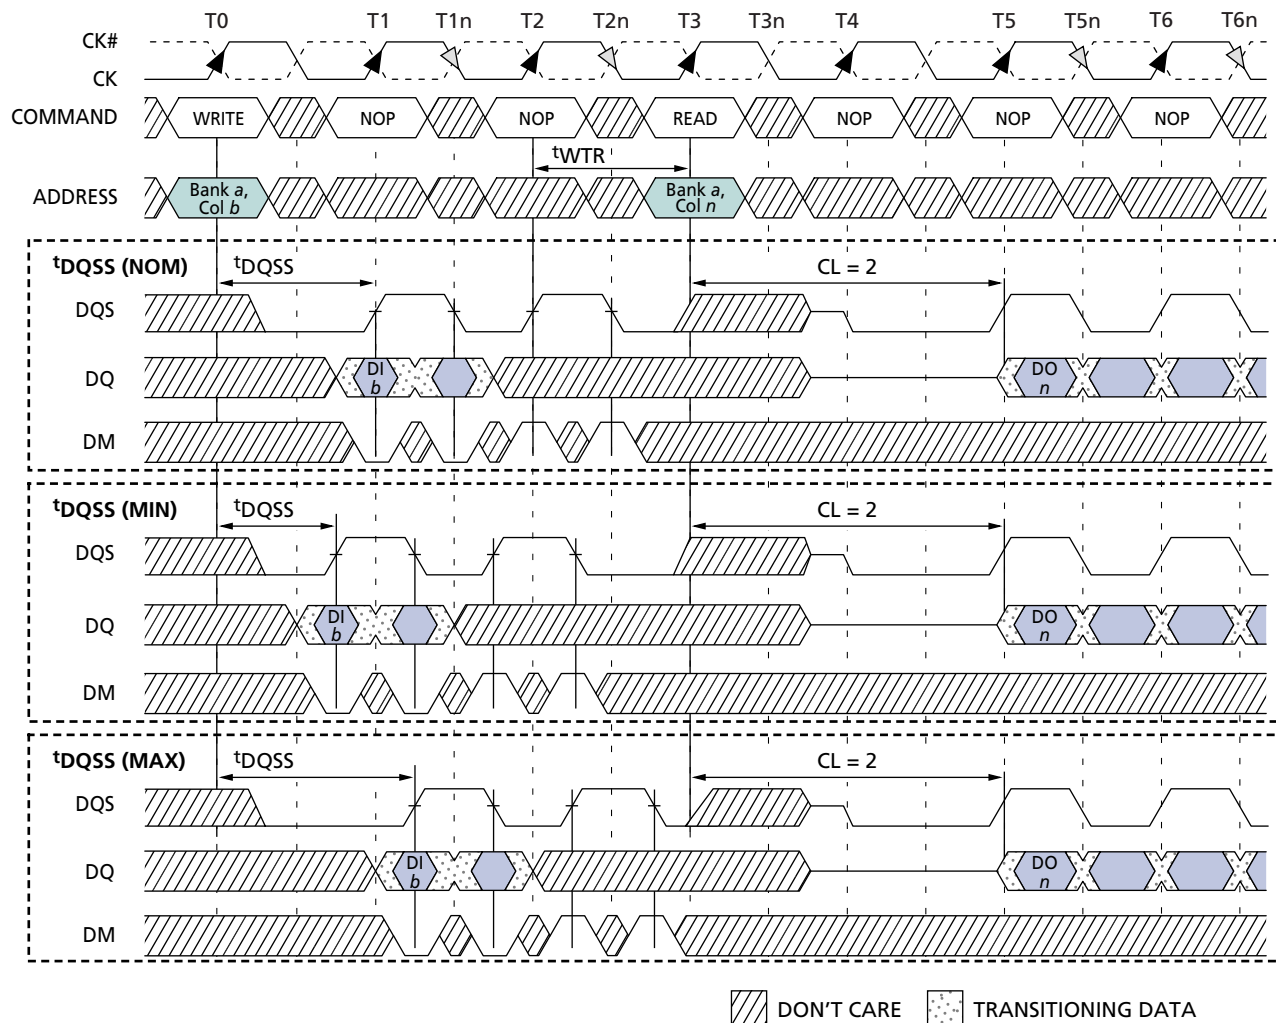 T0 T1 T1n T2 T2n T3 T3n T4 T5 T5n T6 T6n
CK#
CK
COMMAND WRITE NOP NOP READ NOP NOP NOP
tWTR
ADDRESS Bank a, Col b Bank a, Col n
tDQSS (NOM) tDQSS CL = 2
DQS
DQ DI b DO n
DM
tDQSS (MIN) tDQSS CL = 2
DQS
DQ DI b DO n
DM
tDQSS (MAX) tDQSS CL = 2
DQS
DQ DI b DO n
DM
DON'T CARE TRANSITIONING DATA